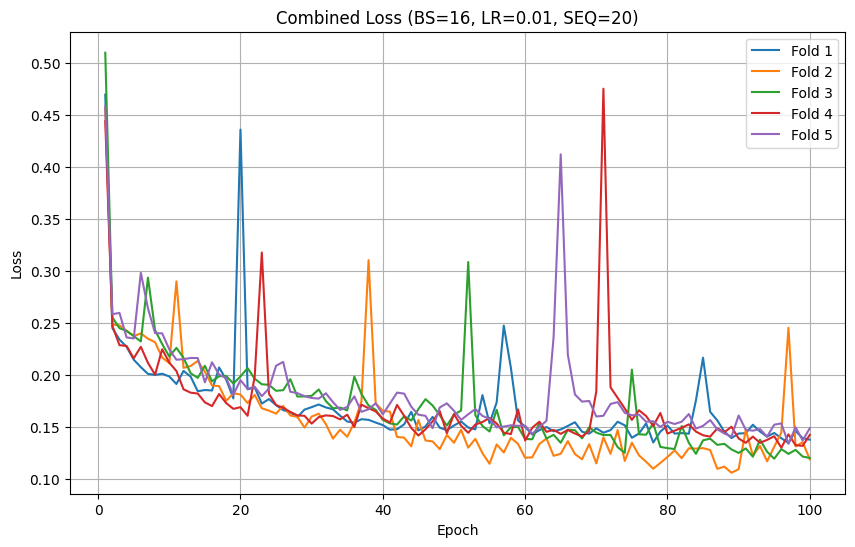 Combined Loss (BS=16, LR=0.01, SEQ=20)
Fold 1
Fold 2
Fold 3
Fold 4
Fold 5
Loss
0.50
0.45
0.40
0.35
0.30
0.25
0.20
0.15
0.10
0
20
40
60
80
100
Epoch